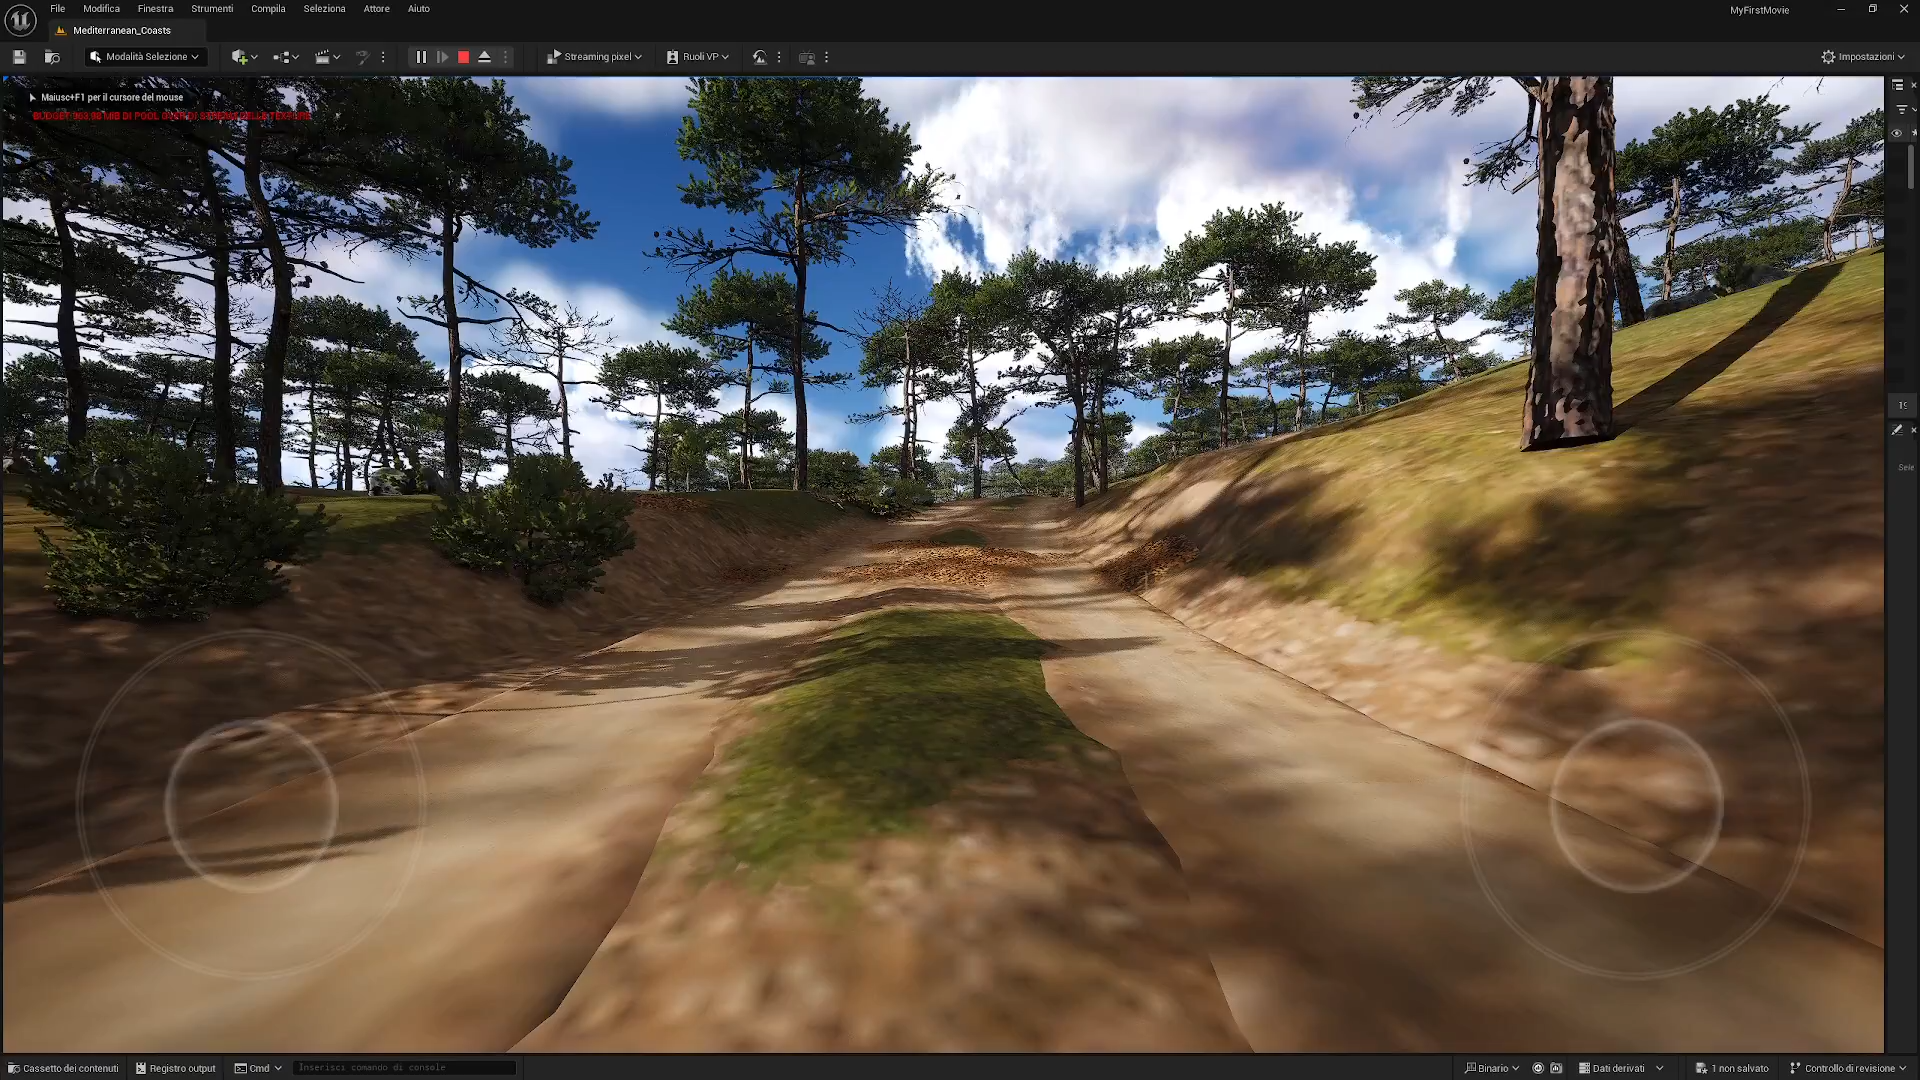 File Modifica Finestra Strumenti Compila Seleziona Attore Aiuto
MyFirstMovie
Mediterranean_Coasts
Modalità Selezione
Streaming pixel
Ruoli VP
Impostazioni
Maiusc+F1 per il cursore del mouse
Sele
Cassetto dei contenuti
Registro output
Cmd
Inserisci comando di console
Binario
Dati derivati
1 non salvato
Controllo di revisione